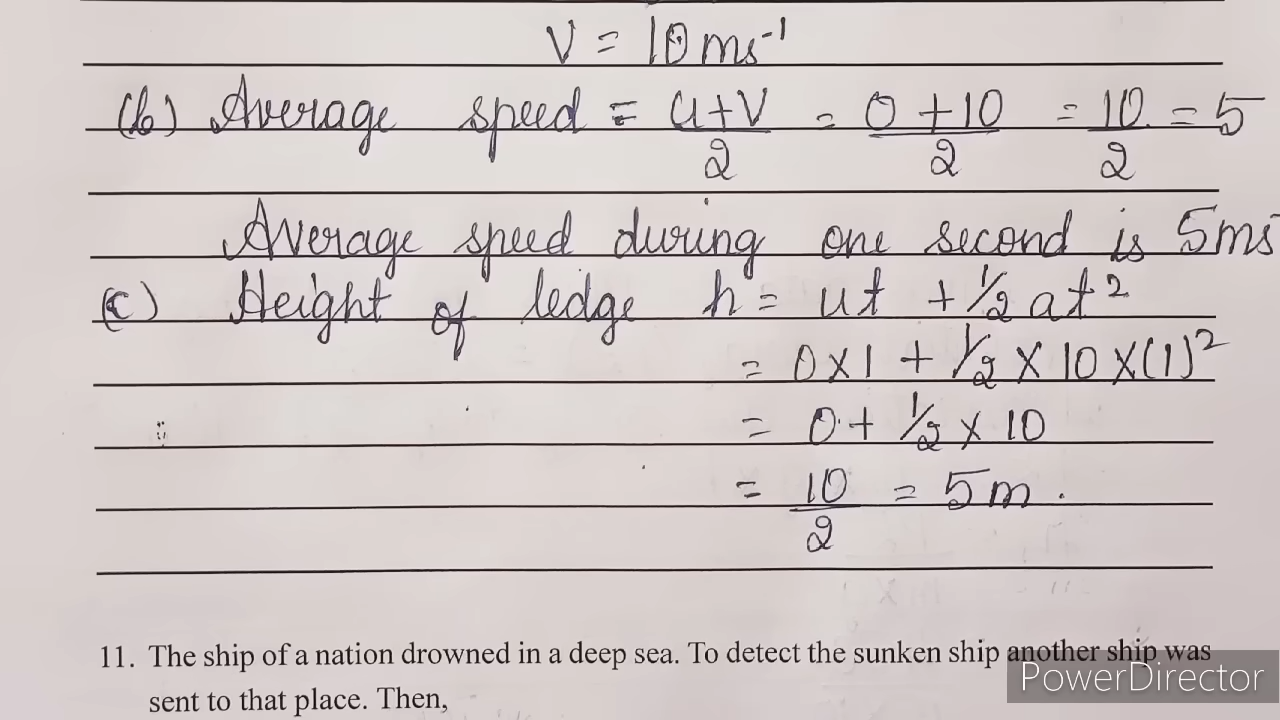 V = 10 ms⁻¹
(b) Average speed = u+V/2 = 0+10/2 = 10/2 = 5
Average speed during one second is 5ms⁻
(c) Height of ledge h = ut + 1/2 at²
= 0×1 + 1/2 × 10 ×(1)²
= 0 + 1/2 × 10
= 10/2 = 5m.
11. The ship of a nation drowned in a deep sea. To detect the sunken ship another ship was
sent to that place. Then,
PowerDirector